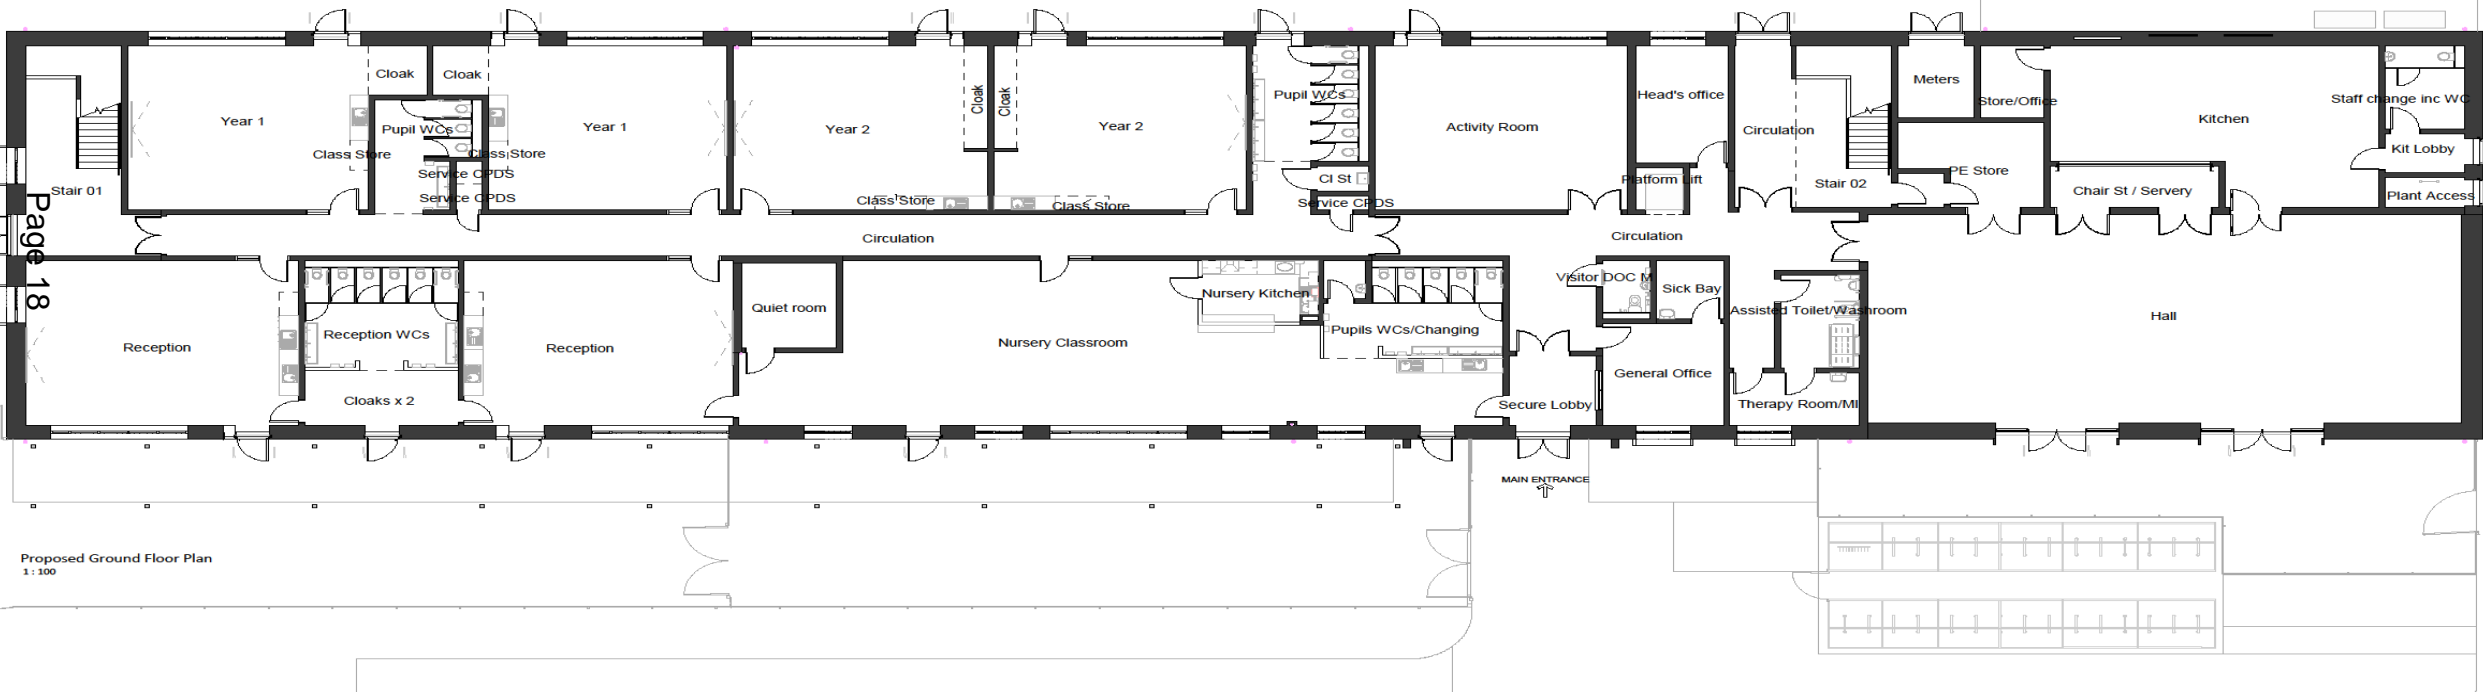 Cloak
Cloak
Year 1
Pupil WCs
Class Store
Class Store
Service CPDS
Service CPDS
Year 1
Year 2
Cloak
Cloak
Year 2
Class Store
Class Store
Pupil WCs
Cl St
Service CPDS
Activity Room
Head's office
Platform Lift
Circulation
Stair 02
Meters
Store/Office
PE Store
Kitchen
Chair St / Servery
Staff change inc WC
Kit Lobby
Plant Access
Stair 01
Page 18
Circulation
Circulation
Reception
Reception WCs
Cloaks x 2
Reception
Quiet room
Nursery Classroom
Nursery Kitchen
Pupils WCs/Changing
Visitor DOC M
Sick Bay
General Office
Secure Lobby
Assisted Toilet/Washroom
Therapy Room/MI
Hall
MAIN ENTRANCE
Proposed Ground Floor Plan
1 : 100